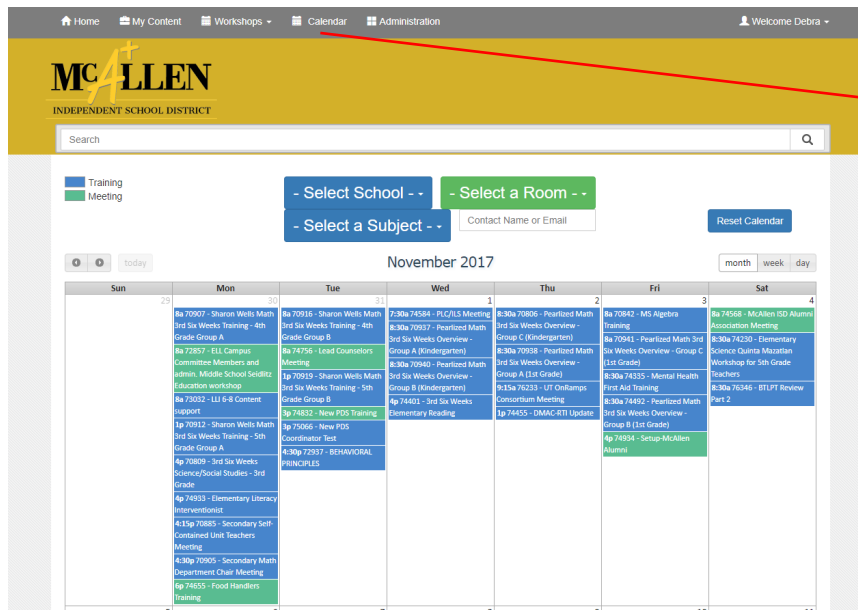 Home My Content Workshops Calendar Administration Welcome Debra
MCALLEN
A+
INDEPENDENT SCHOOL DISTRICT
Search
Training
Meeting
- Select School -
- Select a Room -
- Select a Subject -
Contact Name or Email
Reset Calendar
today
November 2017
month week day
Sun Mon Tue Wed Thu Fri Sat
29 30 31 1 2 3 4
8a 70907 - Sharon Wells Math
3rd Six Weeks Training - 4th
Grade Group A
8a 72857 - ELL Campus
Committee Members and
admin. Middle School Seidlitz
Education workshop
8a 73032 - LLI 6-8 Content
support
1p 70912 - Sharon Wells Math
3rd Six Weeks Training - 5th
Grade Group A
4p 70809 - 3rd Six Weeks
Science/Social Studies - 3rd
Grade
4p 74933 - Elementary Literacy
Interventionist
4:15p 70885 - Secondary Self-
Contained Unit Teachers
Meeting
4:30p 70905 - Secondary Math
Department Chair Meeting
6p 74655 - Food Handlers
Training
8a 70916 - Sharon Wells Math
3rd Six Weeks Training - 4th
Grade Group B
8a 74756 - Lead Counselors
Meeting
1p 70919 - Sharon Wells Math
3rd Six Weeks Training - 5th
Grade Group B
3p 74832 - New PDS Training
3p 75066 - New PDS
Coordinator Test
4:30p 72937 - BEHAVIORAL
PRINCIPLES
7:30a 74584 - PLC/ILS Meeting
8:30a 70937 - Pearlized Math
3rd Six Weeks Overview -
Group A (Kindergarten)
8:30a 70940 - Pearlized Math
3rd Six Weeks Overview -
Group B (Kindergarten)
4p 74401 - 3rd Six Weeks
Elementary Reading
8:30a 70806 - Pearlized Math
3rd Six Weeks Overview -
Group C (Kindergarten)
8:30a 70938 - Pearlized Math
3rd Six Weeks Overview -
Group A (1st Grade)
9:15a 76233 - UT OnRamps
Consortium Meeting
1p 74455 - DMAC-RTI Update
8a 70842 - MS Algebra
Training
8a 70941 - Pearlized Math 3rd
Six Weeks Overview - Group C
(1st Grade)
8:30a 74335 - Mental Health
First Aid Training
8:30a 74492 - Pearlized Math
3rd Six Weeks Overview -
Group B (1st Grade)
4p 74934 - Setup-McAllen
Alumni
8a 74568 - McAllen ISD Alumni
Association Meeting
8:30a 74230 - Elementary
Science Quinta Mazatlan
Workshop for 5th Grade
Teachers
8:30a 76346 - BTLPT Review
Part 2